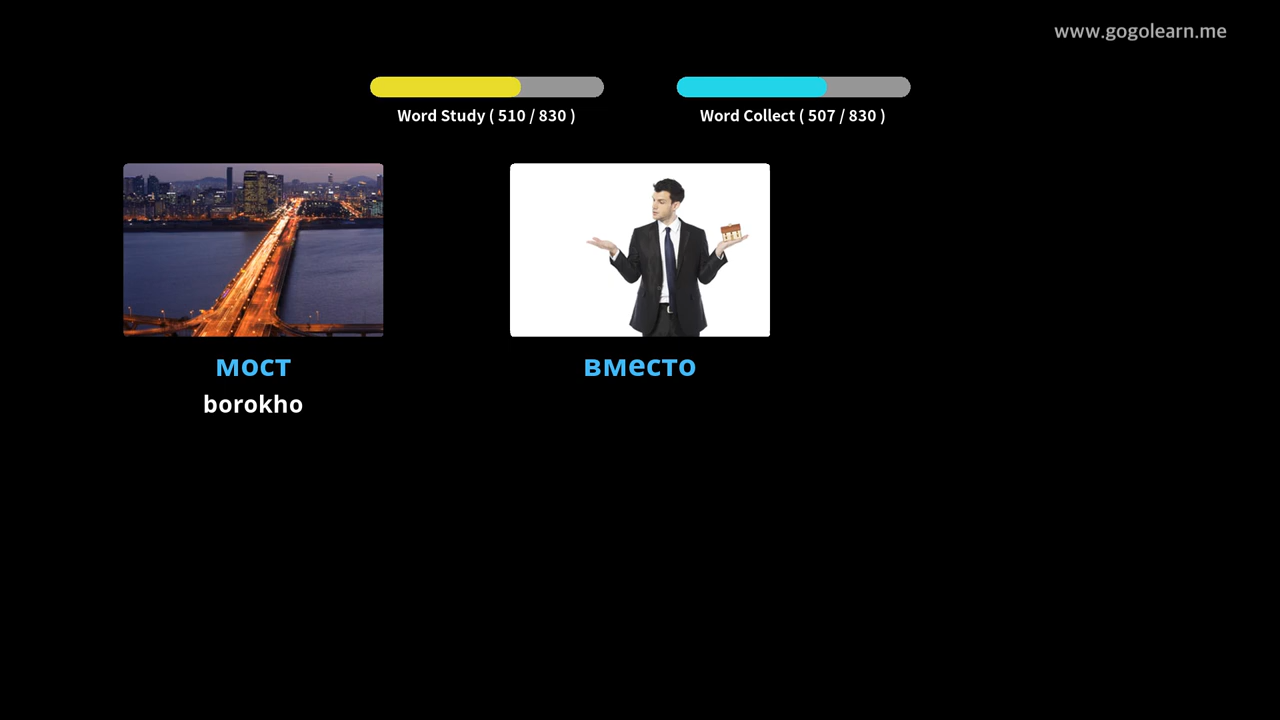 www.gogolearn.me
Word Study ( 510 / 830 )
Word Collect ( 507 / 830 )
мост
вместо
borokho